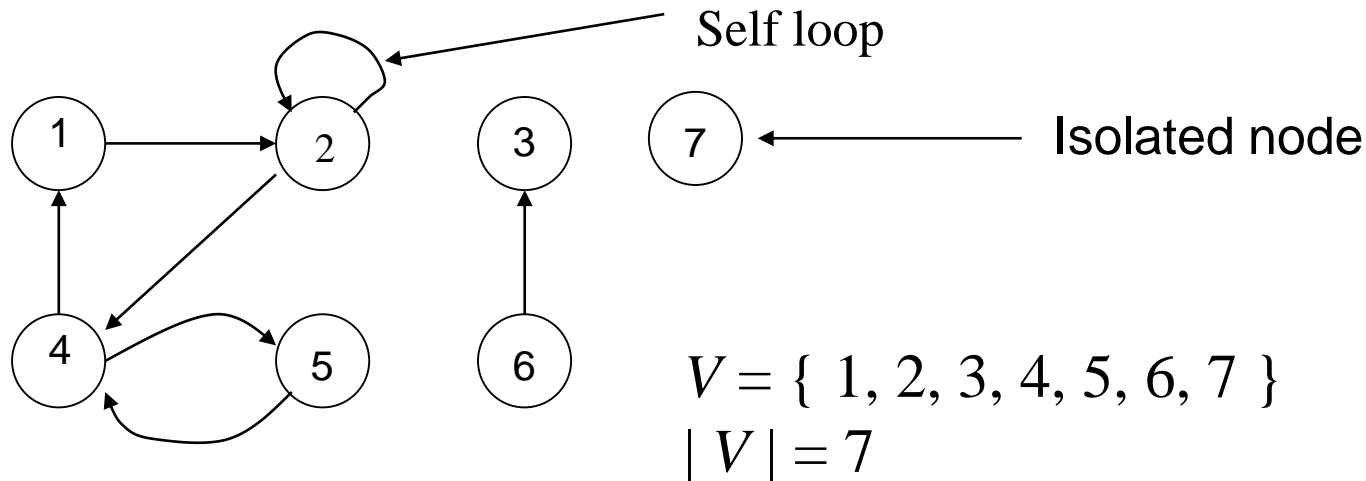 Self loop
1 2 3 7 Isolated node
4 5 6
V = { 1, 2, 3, 4, 5, 6, 7 }
| V | = 7